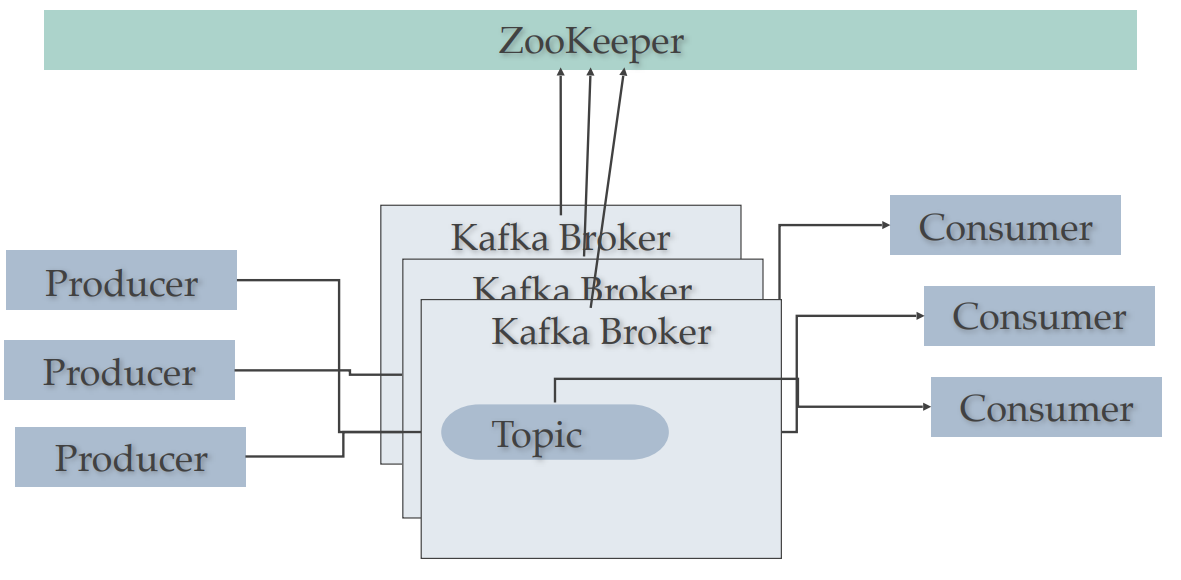 ZooKeeper
Kafka Broker
Kafka Broker
Kafka Broker
Producer
Producer
Producer
Topic
Consumer
Consumer
Consumer